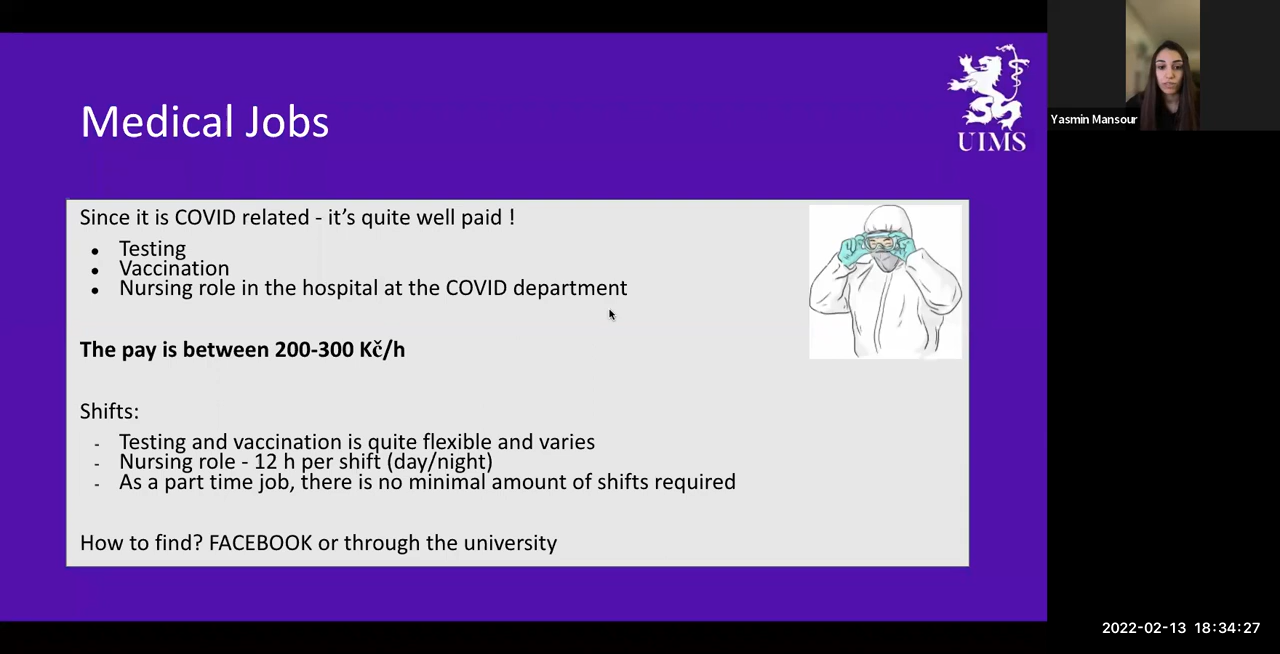 Medical Jobs
UIMS
Yasmin Mansour
Since it is COVID related - it's quite well paid !
● Testing
● Vaccination
● Nursing role in the hospital at the COVID department
The pay is between 200-300 Kč/h
Shifts:
- Testing and vaccination is quite flexible and varies
- Nursing role - 12 h per shift (day/night)
- As a part time job, there is no minimal amount of shifts required
How to find? FACEBOOK or through the university
2022-02-13 18:34:27